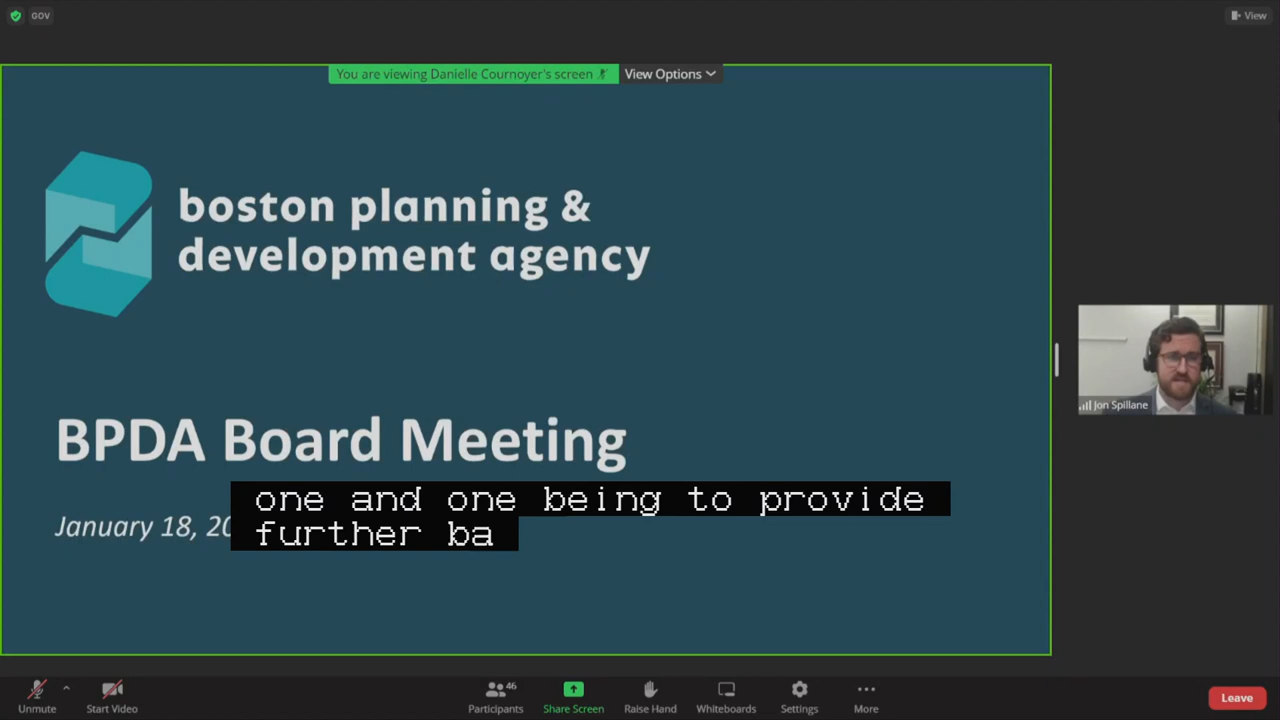 GOV
View
You are viewing Danielle Cournoyer's screen
View Options
boston planning &
development agency
BPDA Board Meeting
January 18, 20
one and one being to provide
further ba
Jon Spillane
Unmute
Start Video
46
Participants
Share Screen
Raise Hand
Whiteboards
Settings
More
Leave